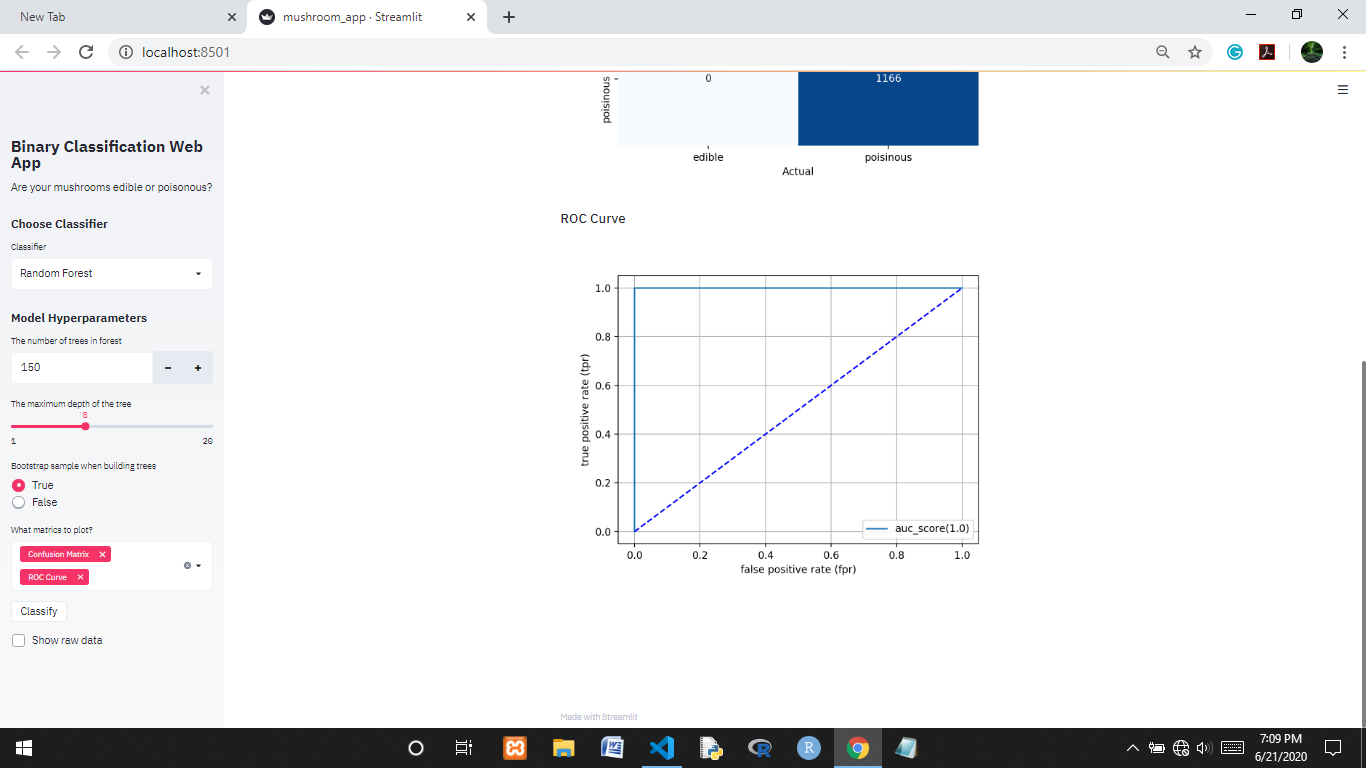 New Tab
mushroom_app · Streamlit
localhost:8501
Binary Classification Web
App
Are your mushrooms edible or poisonous?
Choose Classifier
Classifier
Random Forest
Model Hyperparameters
The number of trees in forest
150
The maximum depth of the tree
8
1 20
Bootstrap sample when building trees
True
False
What matrics to plot?
Confusion Matrix
ROC Curve
Classify
Show raw data
poisinous
0 1166
edible poisinous
Actual
ROC Curve
true positive rate (tpr)
1.0
0.8
0.6
0.4
0.2
0.0
auc_score(1.0)
0.0 0.2 0.4 0.6 0.8 1.0
false positive rate (fpr)
Made with Streamlit
7:09 PM
6/21/2020